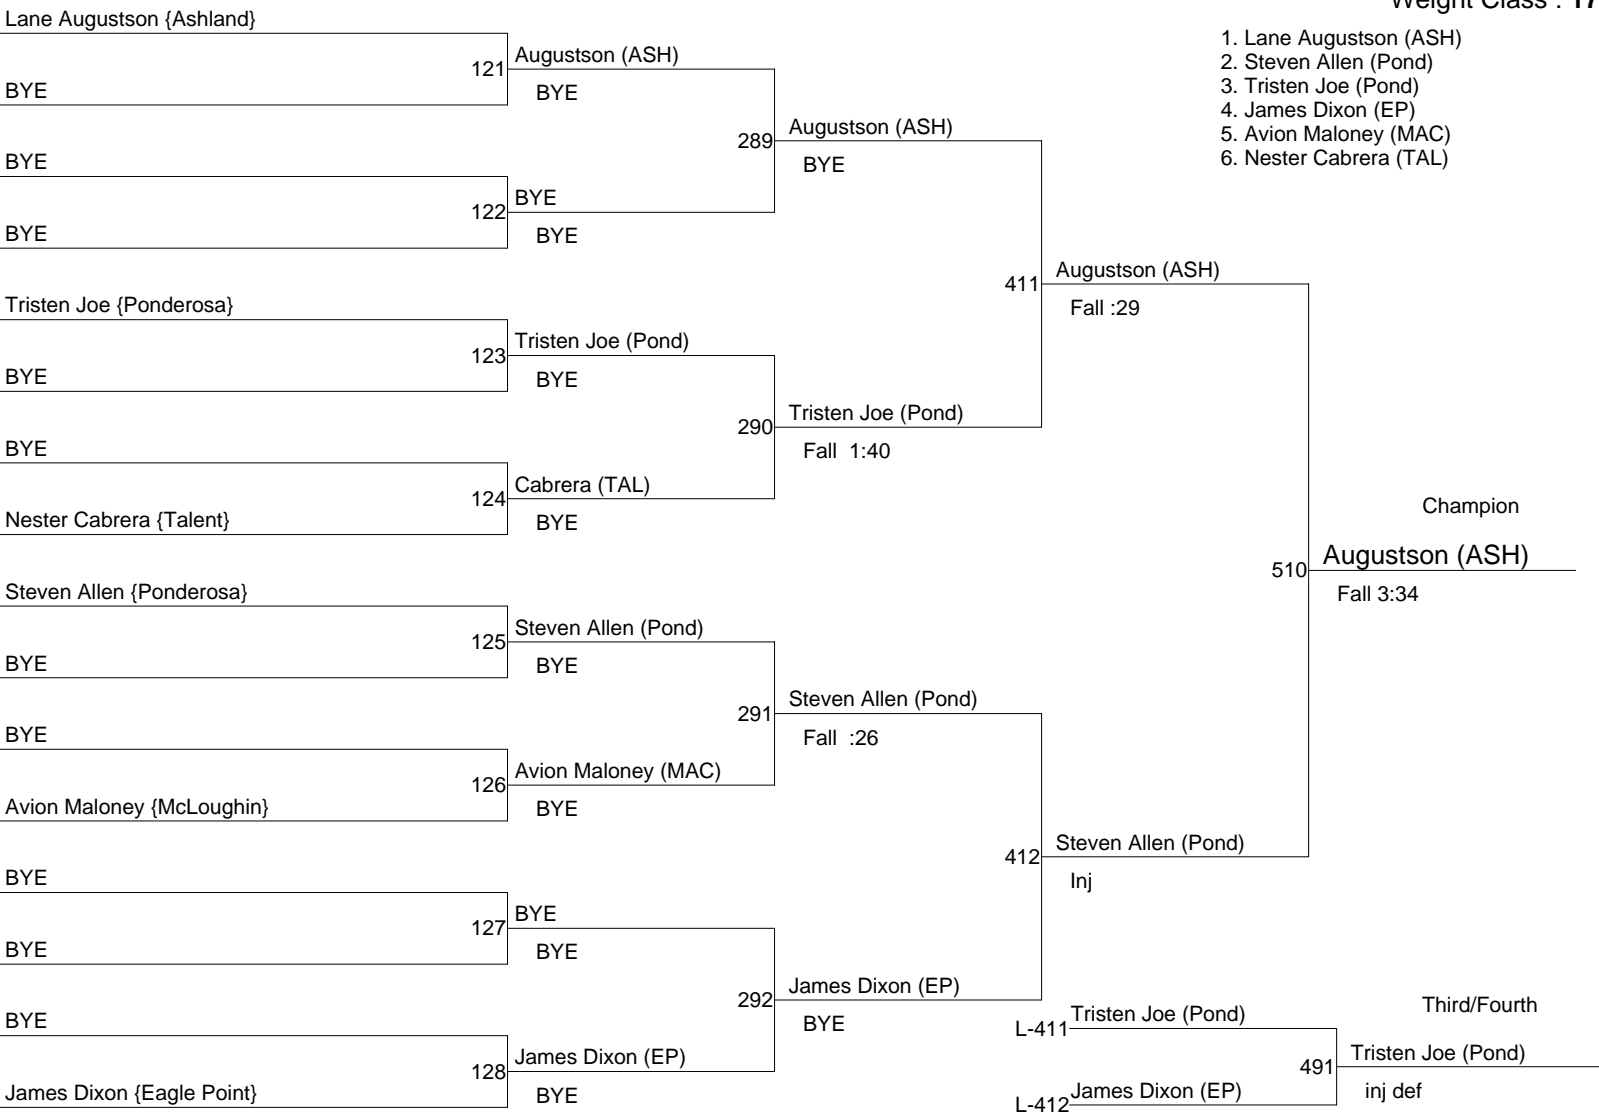 Weight Class : 17
1. Lane Augustson (ASH)
2. Steven Allen (Pond)
3. Tristen Joe (Pond)
4. James Dixon (EP)
5. Avion Maloney (MAC)
6. Nester Cabrera (TAL)
Lane Augustson {Ashland}
BYE
BYE
BYE
Tristen Joe {Ponderosa}
BYE
BYE
Nester Cabrera {Talent}
Steven Allen {Ponderosa}
BYE
BYE
Avion Maloney {McLoughin}
BYE
BYE
BYE
James Dixon {Eagle Point}
121 Augustson (ASH)
BYE
122 BYE
BYE
123 Tristen Joe (Pond)
BYE
124 Cabrera (TAL)
BYE
125 Steven Allen (Pond)
BYE
126 Avion Maloney (MAC)
BYE
127 BYE
BYE
128 James Dixon (EP)
BYE
289 Augustson (ASH)
BYE
290 Tristen Joe (Pond)
Fall 1:40
291 Steven Allen (Pond)
Fall :26
292 James Dixon (EP)
BYE
411 Augustson (ASH)
Fall :29
412 Steven Allen (Pond)
Inj
Champion
510 Augustson (ASH)
Fall 3:34
Third/Fourth
L-411 Tristen Joe (Pond)
L-412 James Dixon (EP)
491 Tristen Joe (Pond)
inj def